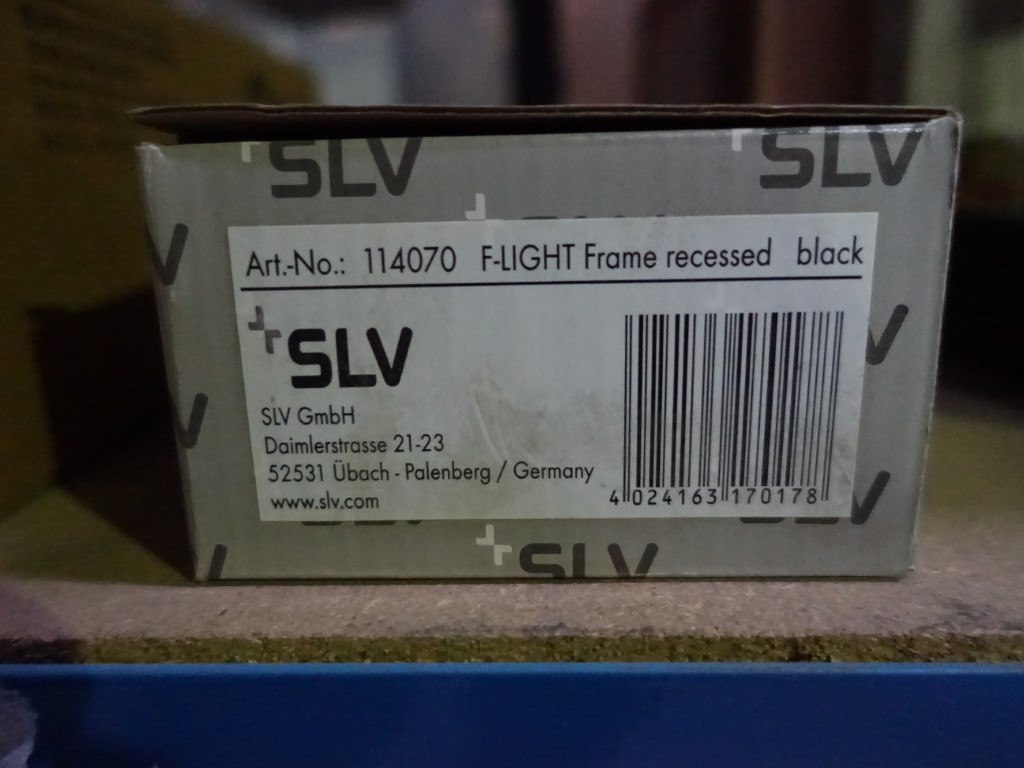 SLV SLV
Art.-No.: 114070 F-LIGHT Frame recessed black
SLV
SLV GmbH
Daimlerstrasse 21-23
52531 Übach - Palenberg / Germany
www.slv.com
4 024163 170178
SLV